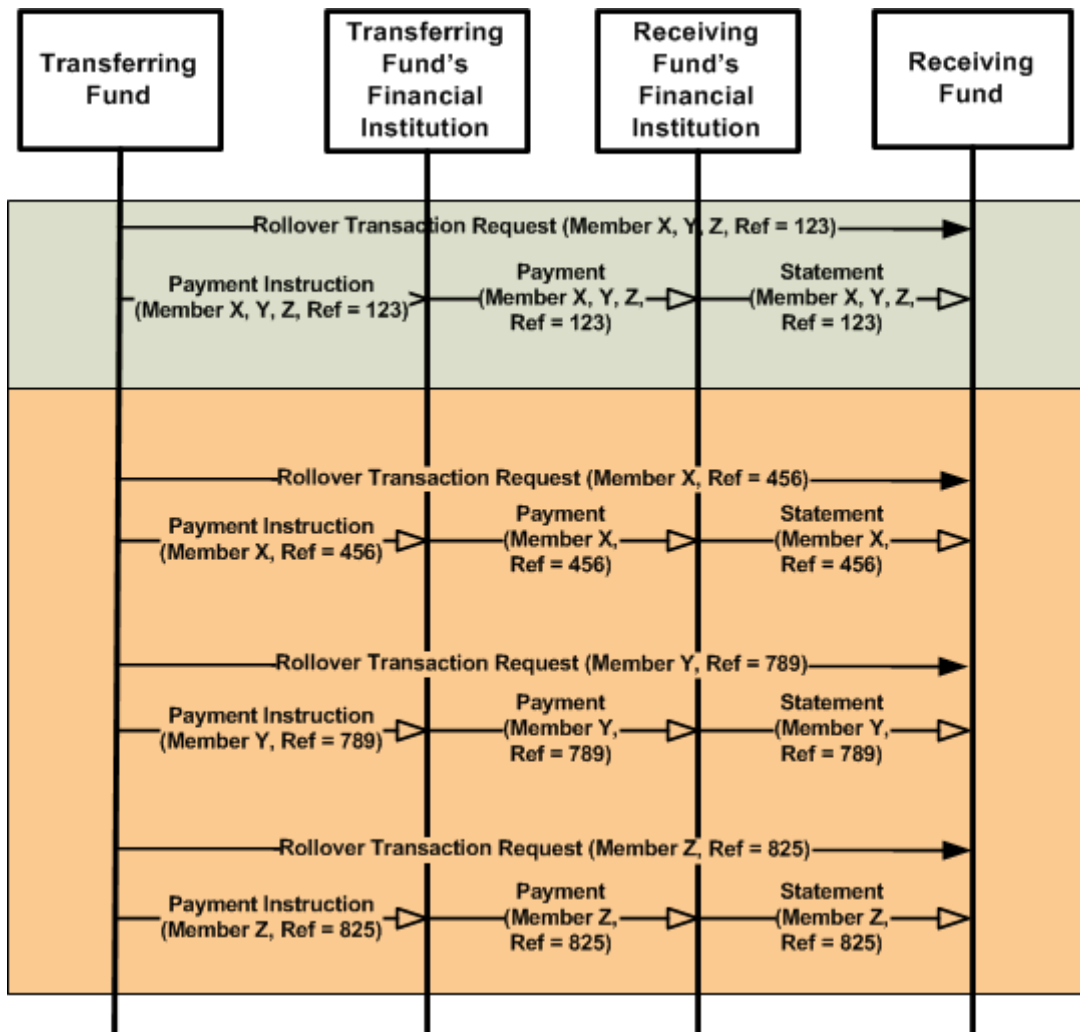 Transferring
Fund
Transferring
Fund's
Financial
Institution
Receiving
Fund's
Financial
Institution
Receiving
Fund
Rollover Transaction Request (Member X, Y, Z, Ref = 123)
Payment Instruction
(Member X, Y, Z, Ref = 123)
Payment
(Member X, Y, Z,
Ref = 123)
Statement
(Member X, Y, Z,
Ref = 123)
Rollover Transaction Request (Member X, Ref = 456)
Payment Instruction
(Member X, Ref = 456)
Payment
(Member X,
Ref = 456)
Statement
(Member X,
Ref = 456)
Rollover Transaction Request (Member Y, Ref = 789)
Payment Instruction
(Member Y, Ref = 789)
Payment
(Member Y,
Ref = 789)
Statement
(Member Y,
Ref = 789)
Rollover Transaction Request (Member Z, Ref = 825)
Payment Instruction
(Member Z, Ref = 825)
Payment
(Member Z,
Ref = 825)
Statement
(Member Z,
Ref = 825)